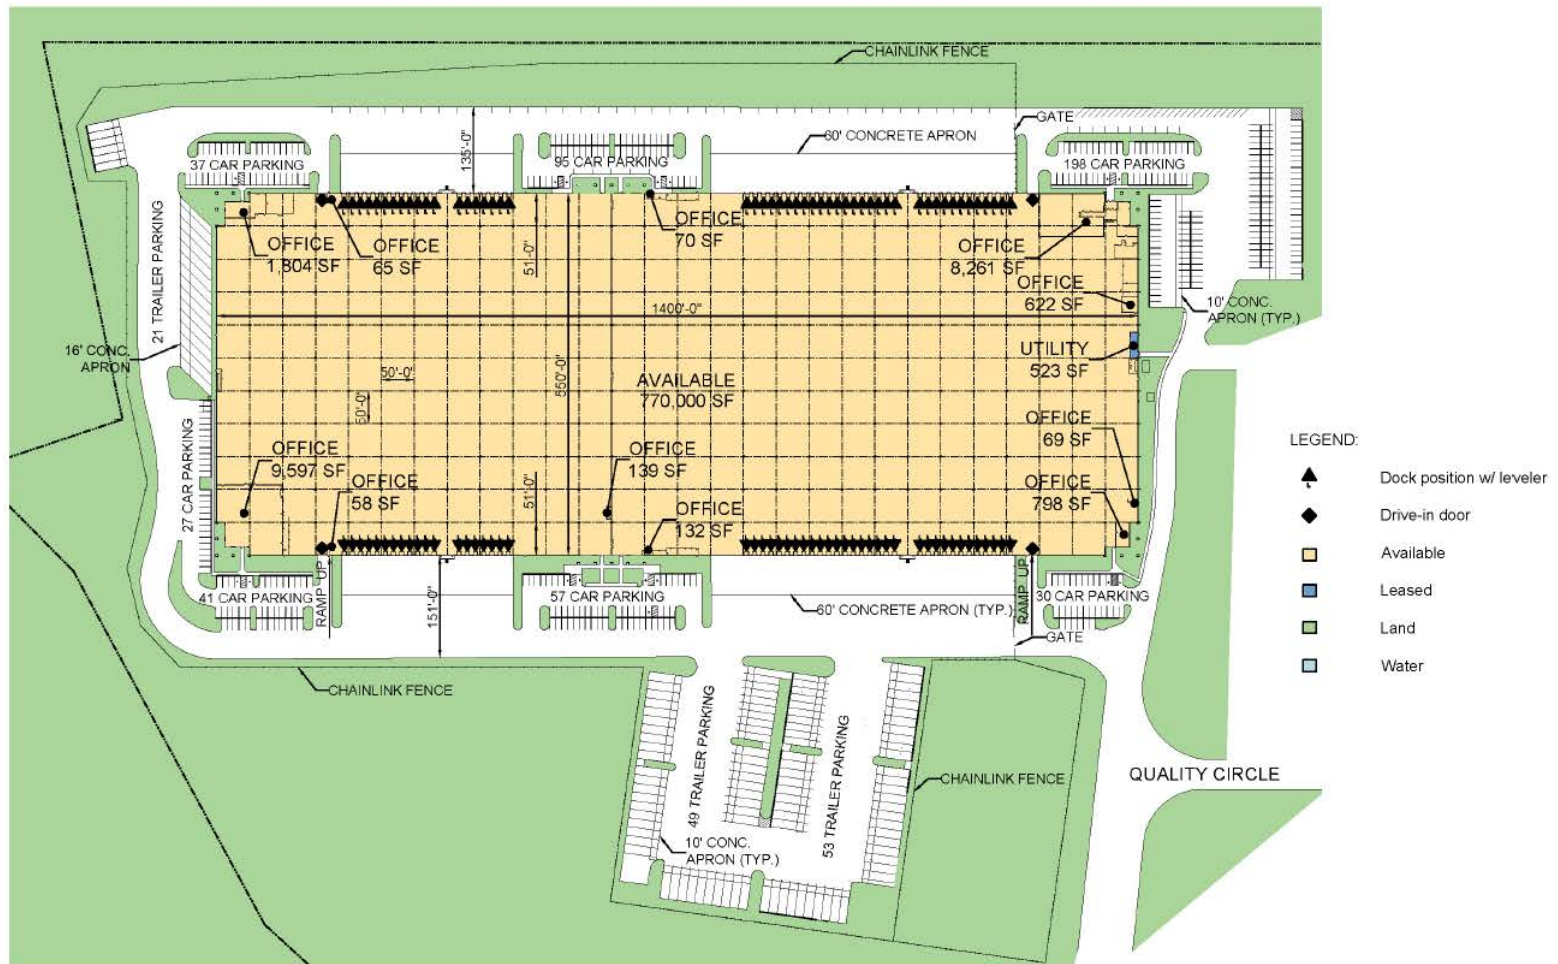 CHAINLINK FENCE
GATE
60' CONCRETE APRON
135'-0"
37 CAR PARKING
95 CAR PARKING
198 CAR PARKING
21 TRAILER PARKING
OFFICE
1,804 SF
OFFICE
65 SF
51'-0"
OFFICE
70 SF
OFFICE
8,261 SF
OFFICE
622 SF
1400'-0"
10' CONC.
APRON (TYP.)
16' CONC.
APRON
UTILITY
523 SF
50'-0"
550'-0"
AVAILABLE
770,000 SF
50'-0"
27 CAR PARKING
OFFICE
9,597 SF
OFFICE
58 SF
OFFICE
139 SF
51'-0"
OFFICE
132 SF
OFFICE
69 SF
OFFICE
798 SF
LEGEND:
Dock position w/ leveler
Drive-in door
Available
Leased
Land
Water
41 CAR PARKING
RAMP UP
151'-0"
57 CAR PARKING
60' CONCRETE APRON (TYP.)
RAMP UP
30 CAR PARKING
GATE
CHAINLINK FENCE
49 TRAILER PARKING
53 TRAILER PARKING
10' CONC.
APRON (TYP.)
CHAINLINK FENCE
QUALITY CIRCLE